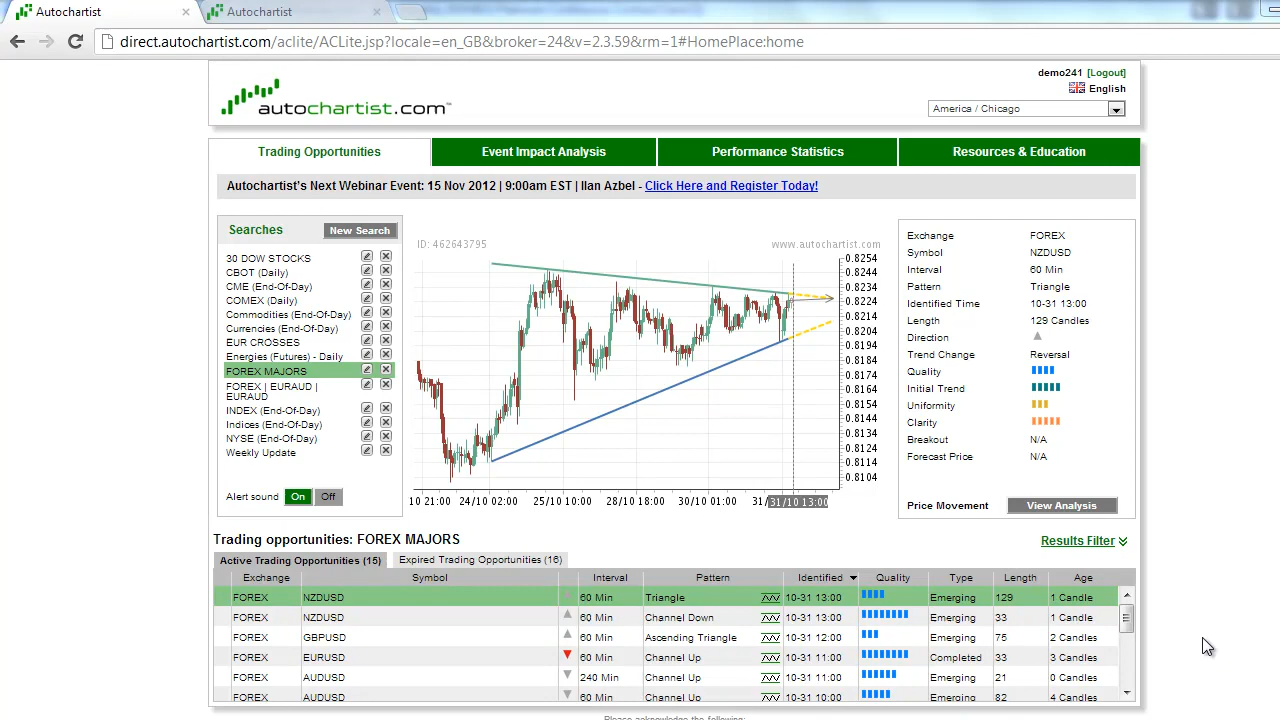 Autochartist
Autochartist
direct.autochartist.com/aclite/ACLite.jsp?locale=en_GB&broker=24&v=2.3.59&rm=1#HomePlace:home
demo241 [Logout]
English
autochartist.com™
America / Chicago
Trading Opportunities Event Impact Analysis Performance Statistics Resources & Education
Autochartist's Next Webinar Event: 15 Nov 2012 | 9:00am EST | Ilan Azbel - Click Here and Register Today!
Searches New Search
30 DOW STOCKS
CBOT (Daily)
CME (End-Of-Day)
COMEX (Daily)
Commodities (End-Of-Day)
Currencies (End-Of-Day)
EUR CROSSES
Energies (Futures) - Daily
FOREX MAJORS
FOREX | EURAUD |
EURAUD
INDEX (End-Of-Day)
Indices (End-Of-Day)
NYSE (End-Of-Day)
Weekly Update
Alert sound On Off
ID: 462643795 www.autochartist.com
0.8254
0.8244
0.8234
0.8224
0.8214
0.8204
0.8194
0.8184
0.8174
0.8164
0.8154
0.8144
0.8134
0.8124
0.8114
0.8104
10 21:00 24/10 02:00 25/10 10:00 28/10 18:00 30/10 01:00 31/ 31/10 13:00
Exchange FOREX
Symbol NZDUSD
Interval 60 Min
Pattern Triangle
Identified Time 10-31 13:00
Length 129 Candles
Direction
Trend Change Reversal
Quality
Initial Trend
Uniformity
Clarity
Breakout N/A
Forecast Price N/A
Price Movement View Analysis
Trading opportunities: FOREX MAJORS
Results Filter
Active Trading Opportunities (15) Expired Trading Opportunities (16)
Exchange Symbol Interval Pattern Identified Quality Type Length Age
FOREX NZDUSD 60 Min Triangle 10-31 13:00 Emerging 129 1 Candle
FOREX NZDUSD 60 Min Channel Down 10-31 13:00 Emerging 33 1 Candle
FOREX GBPUSD 60 Min Ascending Triangle 10-31 12:00 Emerging 75 2 Candles
FOREX EURUSD 60 Min Channel Up 10-31 11:00 Completed 33 3 Candles
FOREX AUDUSD 240 Min Channel Up 10-31 11:00 Emerging 21 0 Candles
FOREX AUDUSD 60 Min Channel Up 10-31 10:00 Emerging 82 4 Candles
Please acknowledge the following: